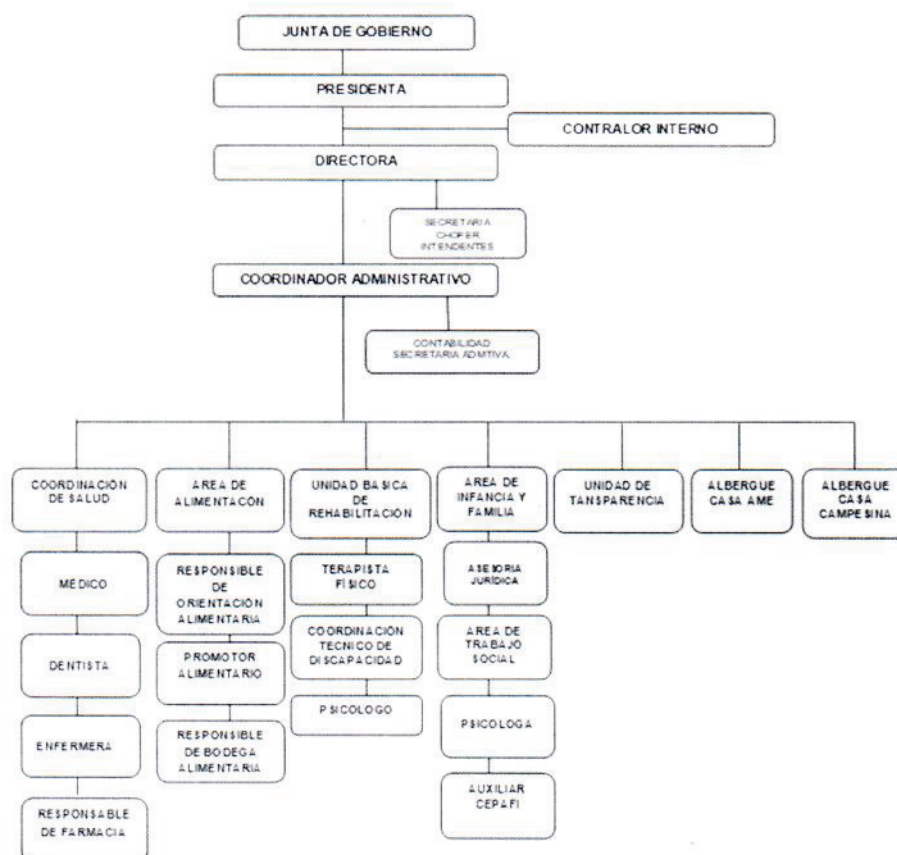 JUNTA DE GOBIERNO
PRESIDENTA
CONTRALOR INTERNO
DIRECTORA
SECRETARIA
CHOFER
INTENDENTES
COORDINADOR ADMINISTRATIVO
CONTABILIDAD
SECRETARIA ADMTIVA.
COORDINACIÓN
DE SALUD
AREA DE
ALIMENTACÓN
UNIDAD BASICA
DE
REHABILITACIÓN
AREA DE
INFANCIA Y
FAMILIA
UNIDAD DE
TANSPARENCIA
ALBERGUE
CASA AME
ALBERGUE
CASA
CAMPESINA
MÉDICO
DENTISTA
ENFERMERA
RESPONSABLE
DE FARMACIA
RESPONSIBLE
DE
ORIENTACIÓN
ALIMENTARIA
PROMOTOR
ALIMENTARIO
RESPONSIBLE
DE BODEGA
ALIMENTARIA
TERAPISTA
FÍSICO
COORDINACIÓN
TECNICO DE
DISCAPACIDAD
PSICOLOGO
ASESORIA
JURÍDICA
AREA DE
TRABAJO
SOCIAL
PSICOLOGA
AUXILIAR
CEPAFI